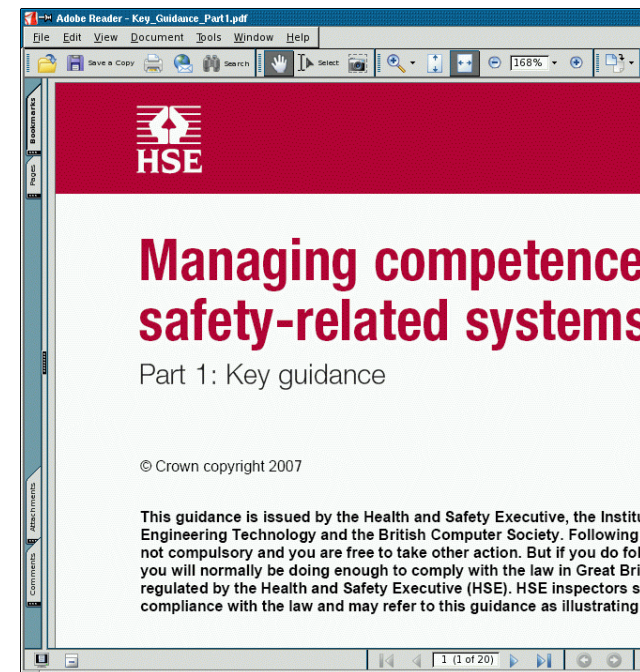 Adobe Reader - Key_Guidance_Part1.pdf
File Edit View Document Tools Window Help
Save a Copy Search Select 168%
Bookmarks
Pages
HSE
Managing competence
safety-related systems
Part 1: Key guidance
© Crown copyright 2007
This guidance is issued by the Health and Safety Executive, the Institu
Engineering Technology and the British Computer Society. Following
not compulsory and you are free to take other action. But if you do fol
you will normally be doing enough to comply with the law in Great Bri
regulated by the Health and Safety Executive (HSE). HSE inspectors s
compliance with the law and may refer to this guidance as illustrating
Attachments
Comments
1 (1 of 20)